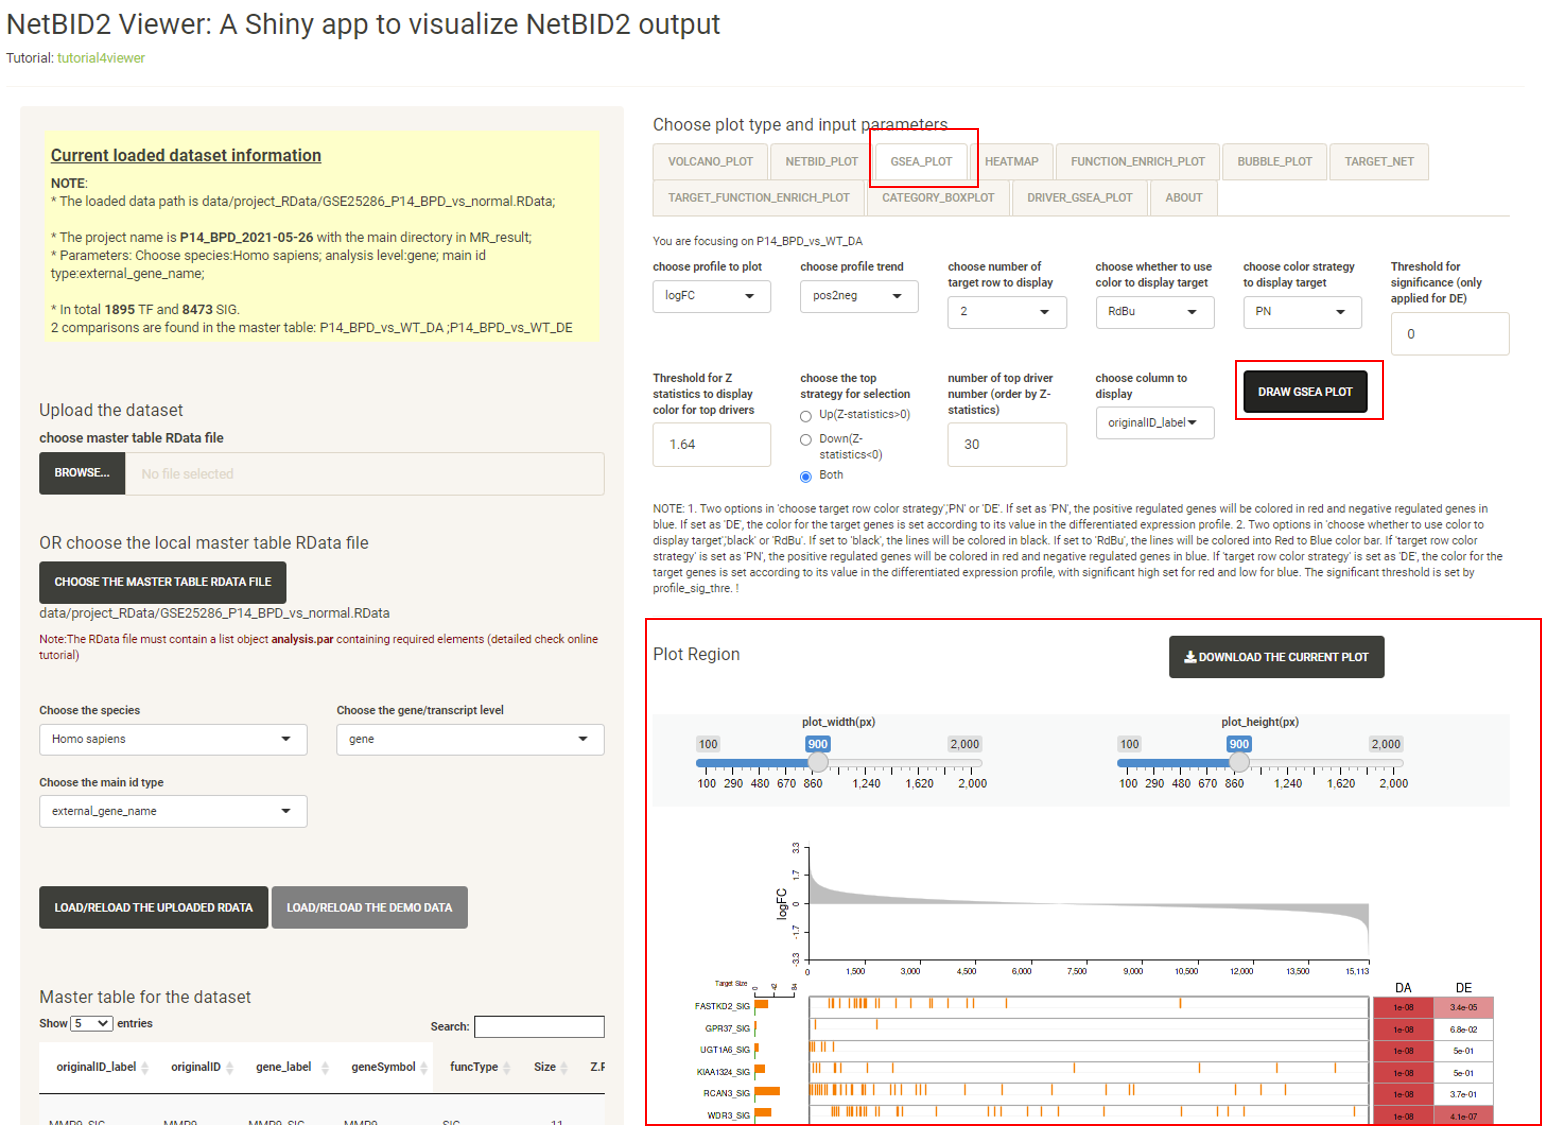 NetBID2 Viewer: A Shiny app to visualize NetBID2 output
Tutorial: tutorial4viewer
Current loaded dataset information
NOTE:
* The loaded data path is data/project_RData/GSE25286_P14_BPD_vs_normal.RData;
* The project name is P14_BPD_2021-05-26 with the main directory in MR_result;
* Parameters: Choose species:Homo sapiens; analysis level:gene; main id
type:external_gene_name;
* In total 1895 TF and 8473 SIG.
2 comparisons are found in the master table: P14_BPD_vs_WT_DA ;P14_BPD_vs_WT_DE
Upload the dataset
choose master table RData file
BROWSE...
No file selected
OR choose the local master table RData file
CHOOSE THE MASTER TABLE RDATA FILE
data/project_RData/GSE25286_P14_BPD_vs_normal.RData
Note:The RData file must contain a list object analysis.par containing required elements (detailed check online
tutorial)
Choose the species
Homo sapiens
Choose the gene/transcript level
gene
Choose the main id type
external_gene_name
LOAD/RELOAD THE UPLOADED RDATA
LOAD/RELOAD THE DEMO DATA
Master table for the dataset
Show 5 entries
Search:
originalID_label originalID gene_label geneSymbol funcType Size
MMP9_SIG MMP9 MMP9_SIG MMP9 SIG 11
Choose plot type and input parameters
VOLCANO_PLOT NETBID_PLOT GSEA_PLOT HEATMAP FUNCTION_ENRICH_PLOT BUBBLE_PLOT TARGET_NET
TARGET_FUNCTION_ENRICH_PLOT CATEGORY_BOXPLOT DRIVER_GSEA_PLOT ABOUT
You are focusing on P14_BPD_vs_WT_DA
choose profile to plot
logFC
choose profile trend
pos2neg
choose number of
target row to display
2
choose whether to use
color to display target
RdBu
choose color strategy
to display target
PN
Threshold for
significance (only
applied for DE)
0
Threshold for Z
statistics to display
color for top drivers
1.64
choose the top
strategy for selection
Up(Z-statistics>0)
Down(Z-
statistics<0)
Both
number of top driver
number (order by Z-
statistics)
30
choose column to
display
originalID_label
DRAW GSEA PLOT
NOTE: 1. Two options in 'choose target row color strategy','PN' or 'DE'. If set as 'PN', the positive regulated genes will be colored in red and negative regulated genes in
blue. If set as 'DE', the color for the target genes is set according to its value in the differentiated expression profile. 2. Two options in 'choose whether to use color to
display target','black' or 'RdBu'. If set to 'black', the lines will be colored in black. If set to 'RdBu', the lines will be colored into Red to Blue color bar. If 'target row color
strategy' is set as 'PN', the positive regulated genes will be colored in red and negative regulated genes in blue. If 'target row color strategy' is set as 'DE', the color for the
target genes is set according to its value in the differentiated expression profile, with significant high set for red and low for blue. The significant threshold is set by
profile_sig_thre. !
Plot Region
DOWNLOAD THE CURRENT PLOT
plot_width(px)
100 900 2,000
100 290 480 670 860 1,240 1,620 2,000
plot_height(px)
100 900 2,000
100 290 480 670 860 1,240 1,620 2,000
logFC
3.3
1.7
0
-1.7
-3.3
0 1,500 3,000 4,500 6,000 7,500 9,000 10,500 12,000 13,500 15,113
Target Size 0 42 84
DA DE
FASTKD2_SIG 1e-08 3.4e-05
GPR37_SIG 1e-08 6.8e-02
UGT1A6_SIG 1e-08 5e-01
KIAA1324_SIG 1e-08 5e-01
RCAN3_SIG 1e-08 3.7e-01
WDR3_SIG 1e-08 4.1e-07